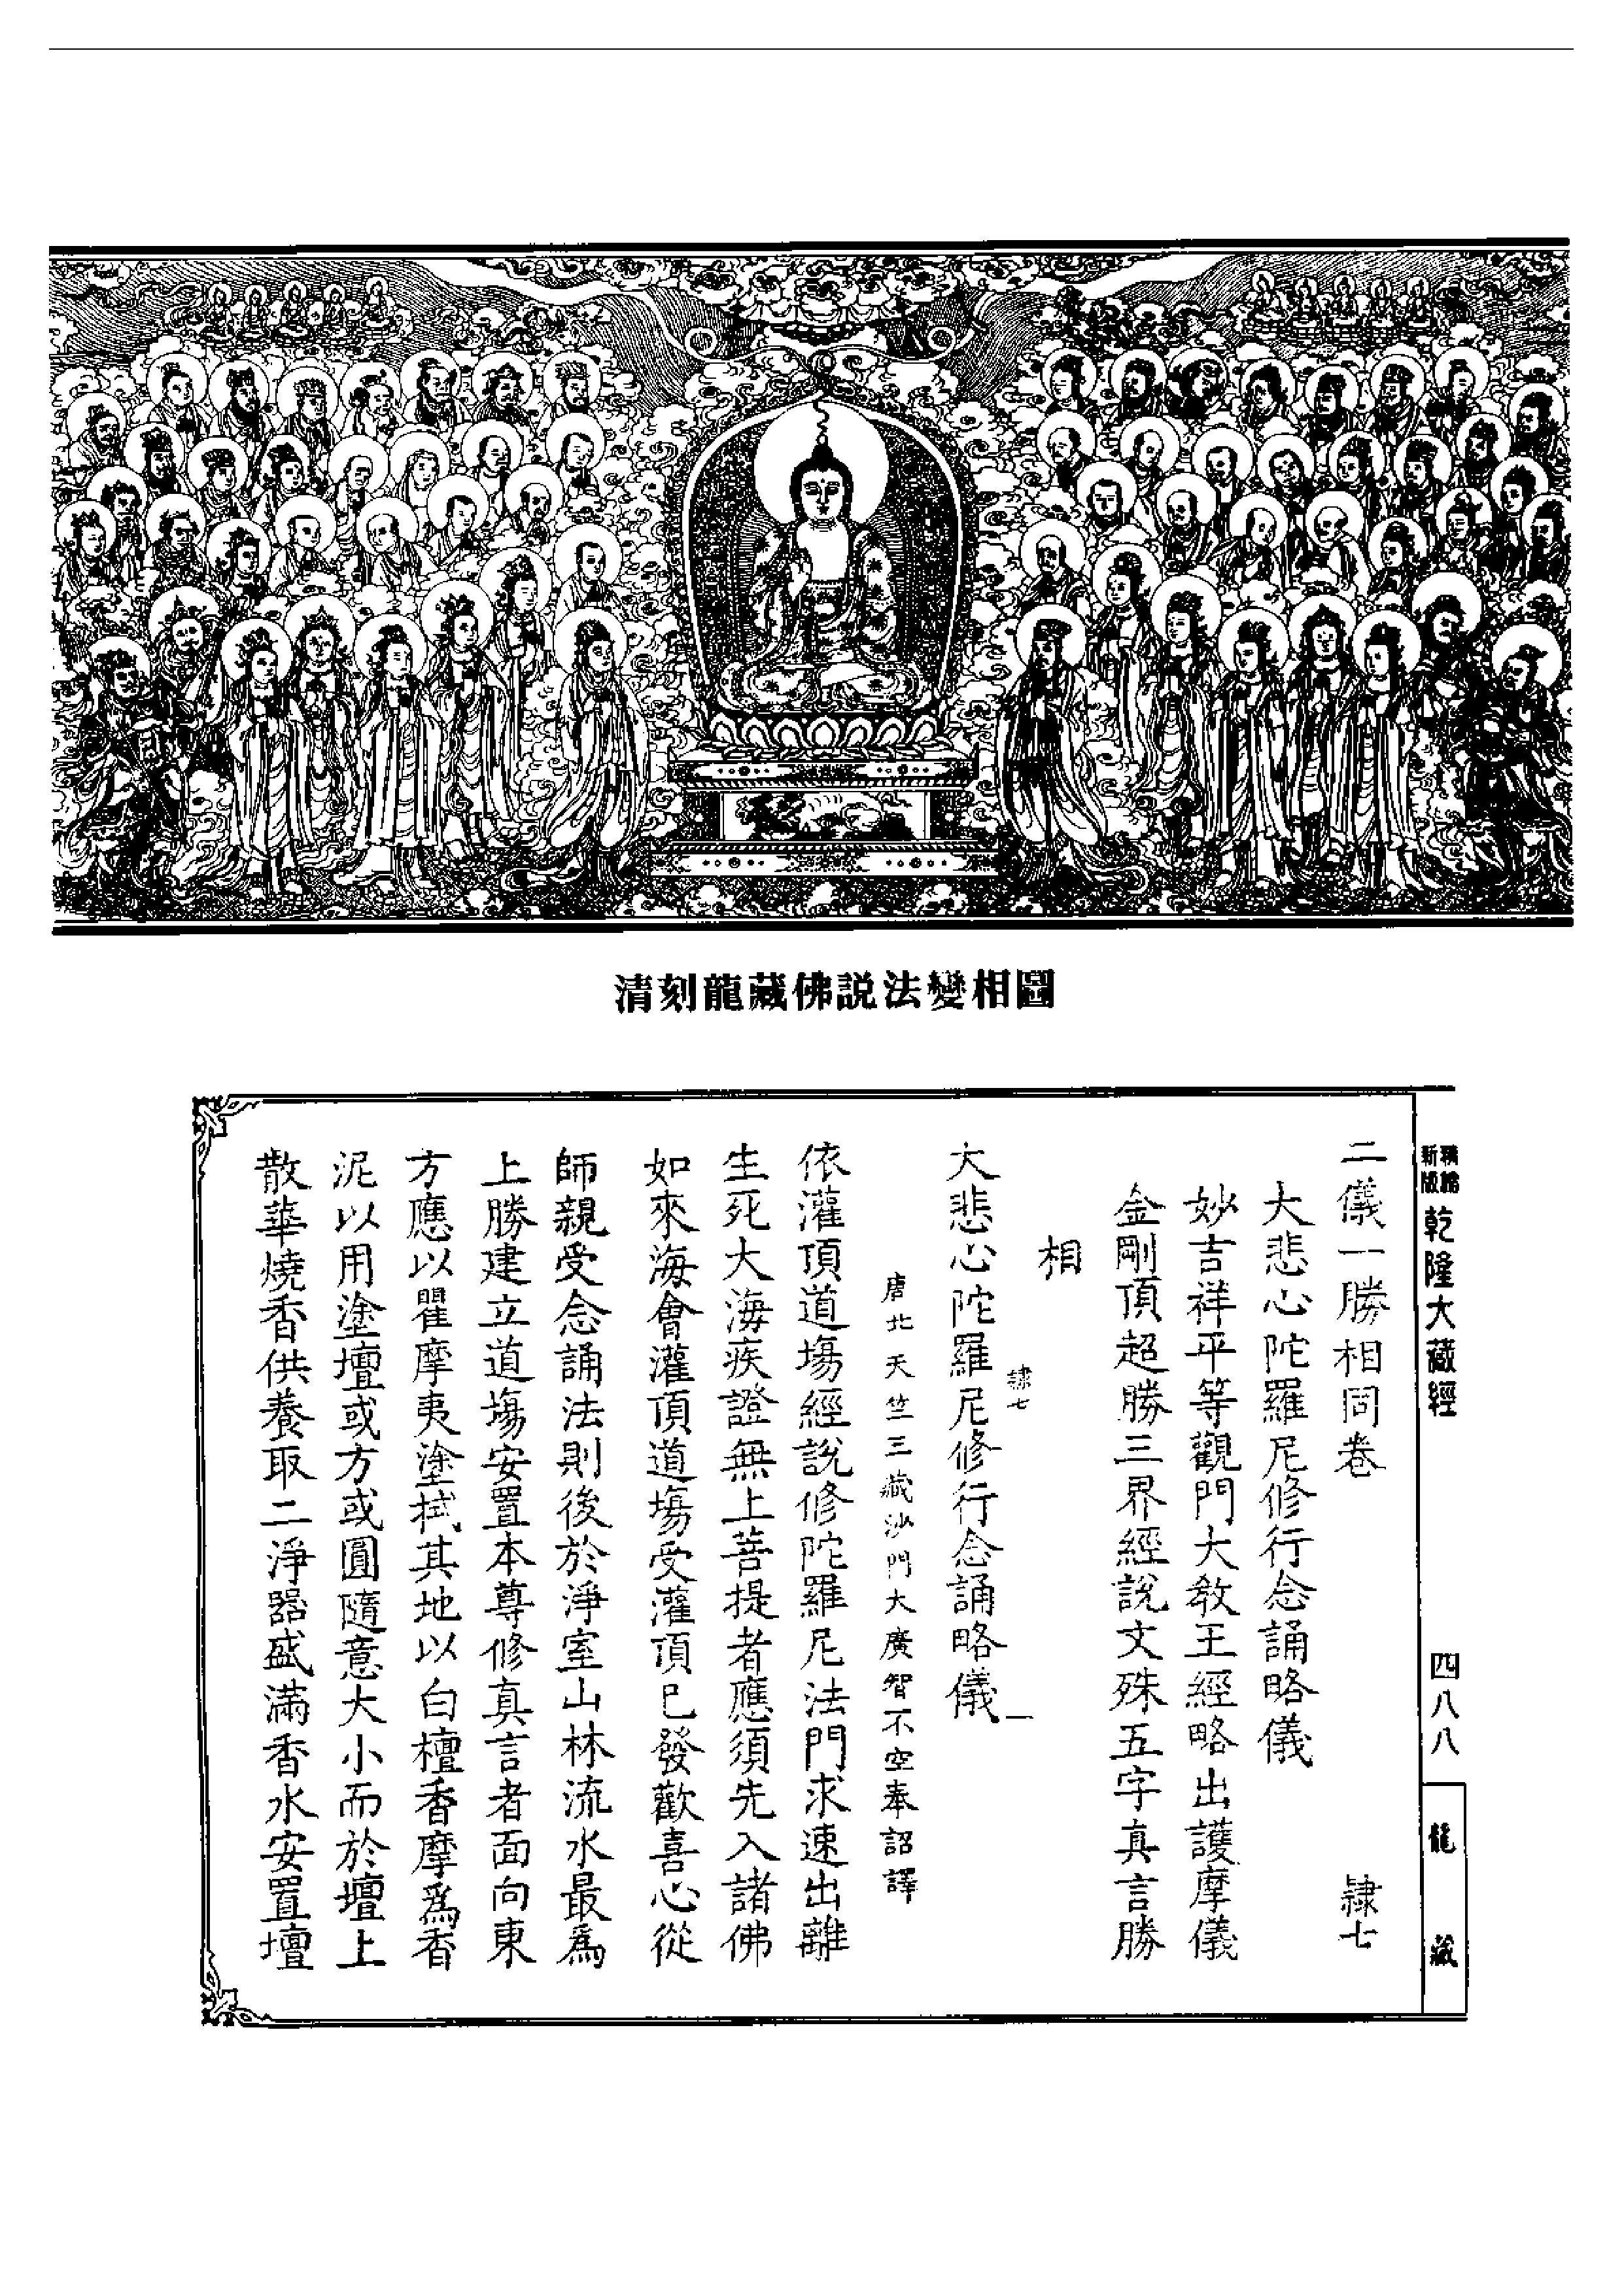 清刻龍藏佛説法變相圖
新版
精縮
乾隆大藏經
四八八
龍藏
二儀一勝相同卷 隸七
大悲心陀羅尼修行念誦略儀
妙吉祥平等觀門大教王經略出護摩儀
金剛頂超勝三界經說文殊五字真言勝
相
隸七 一
大悲心陀羅尼修行念誦略儀
唐北天竺三藏沙門大廣智不空奉詔譯
依灌頂道場經說修陀羅尼法門求速出離
生死大海疾證無上菩提者應須先入諸佛
如來海會灌頂道場受灌頂已發歡喜心從
師親受念誦法則後於淨室山林流水最為
上勝建立道場安置本尊修真言者面向東
方應以瞿摩夷塗拭其地以白檀香摩為香
泥以用塗壇或方或圓隨意大小而於壇上
散華燒香供養取二淨器盛滿香水安置壇